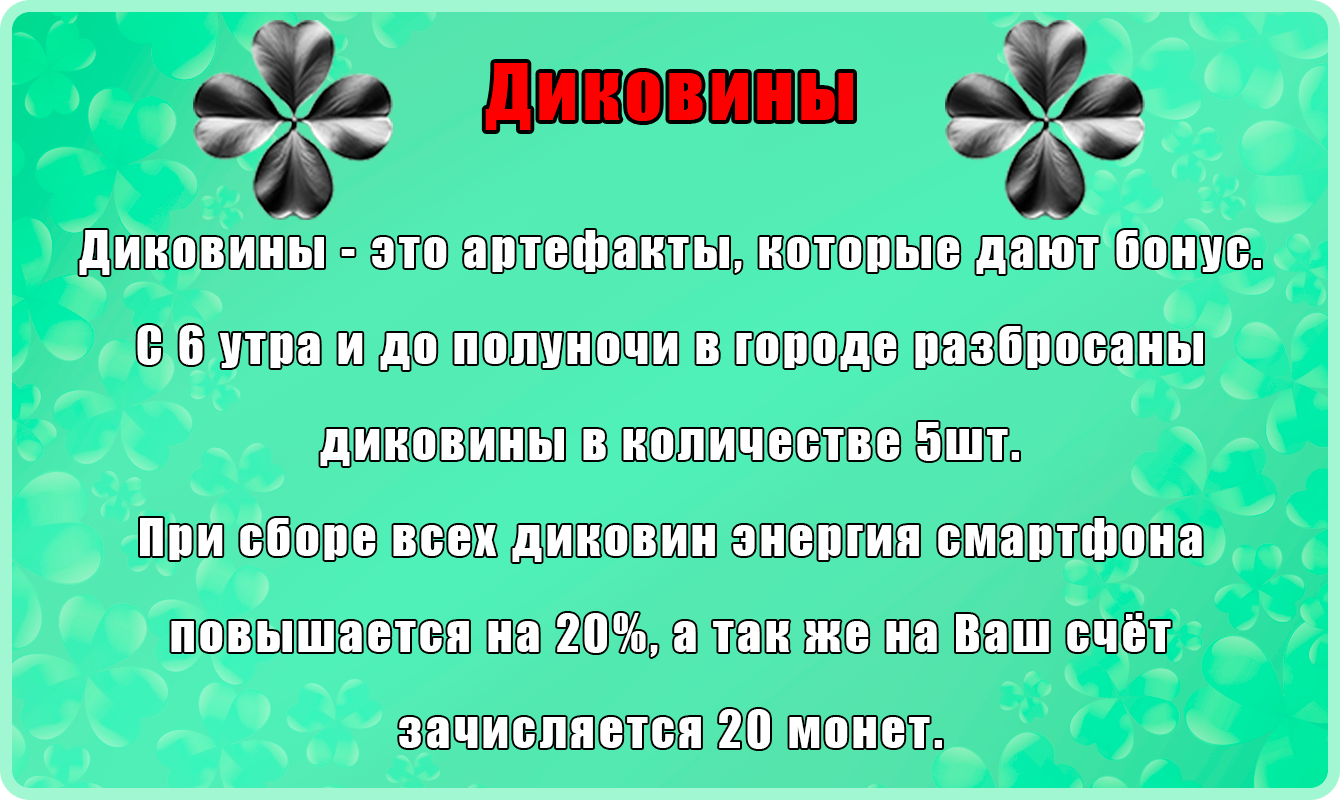 Диковины
Диковины - это артефакты, которые дают бонус.
С 6 утра и до полуночи в городе разбросаны
диковины в количестве 5шт.
При сборе всех диковин энергия смартфона
повышается на 20%, а так же на Ваш счёт
зачисляется 20 монет.